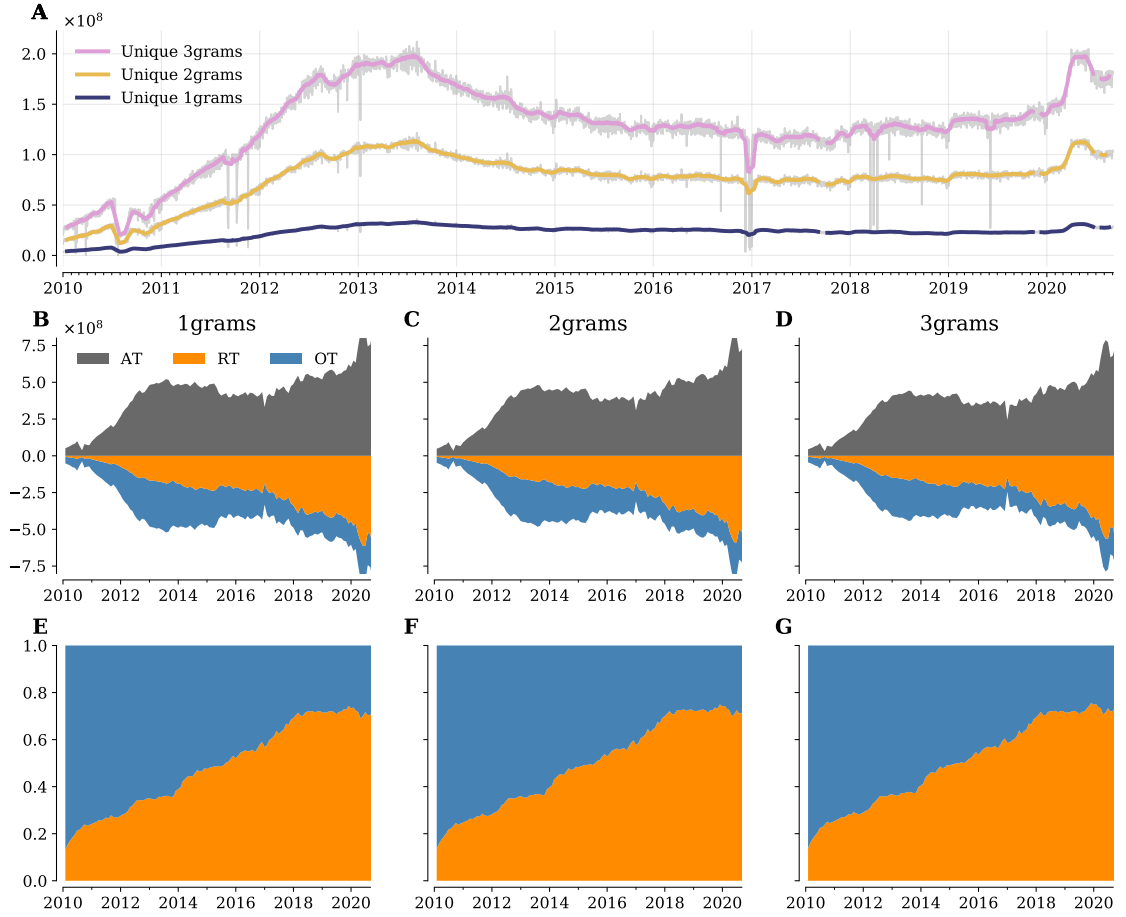 A
×10⁸
Unique 3grams
Unique 2grams
Unique 1grams
2.0
1.5
1.0
0.5
0.0
2010 2011 2012 2013 2014 2015 2016 2017 2018 2019 2020
B ×10⁸ 1grams C 2grams D 3grams
AT RT OT
7.5
5.0
2.5
0.0
−2.5
−5.0
−7.5
2010 2012 2014 2016 2018 2020 2010 2012 2014 2016 2018 2020 2010 2012 2014 2016 2018 2020
E F G
1.0
0.8
0.6
0.4
0.2
0.0
2010 2012 2014 2016 2018 2020 2010 2012 2014 2016 2018 2020 2010 2012 2014 2016 2018 2020